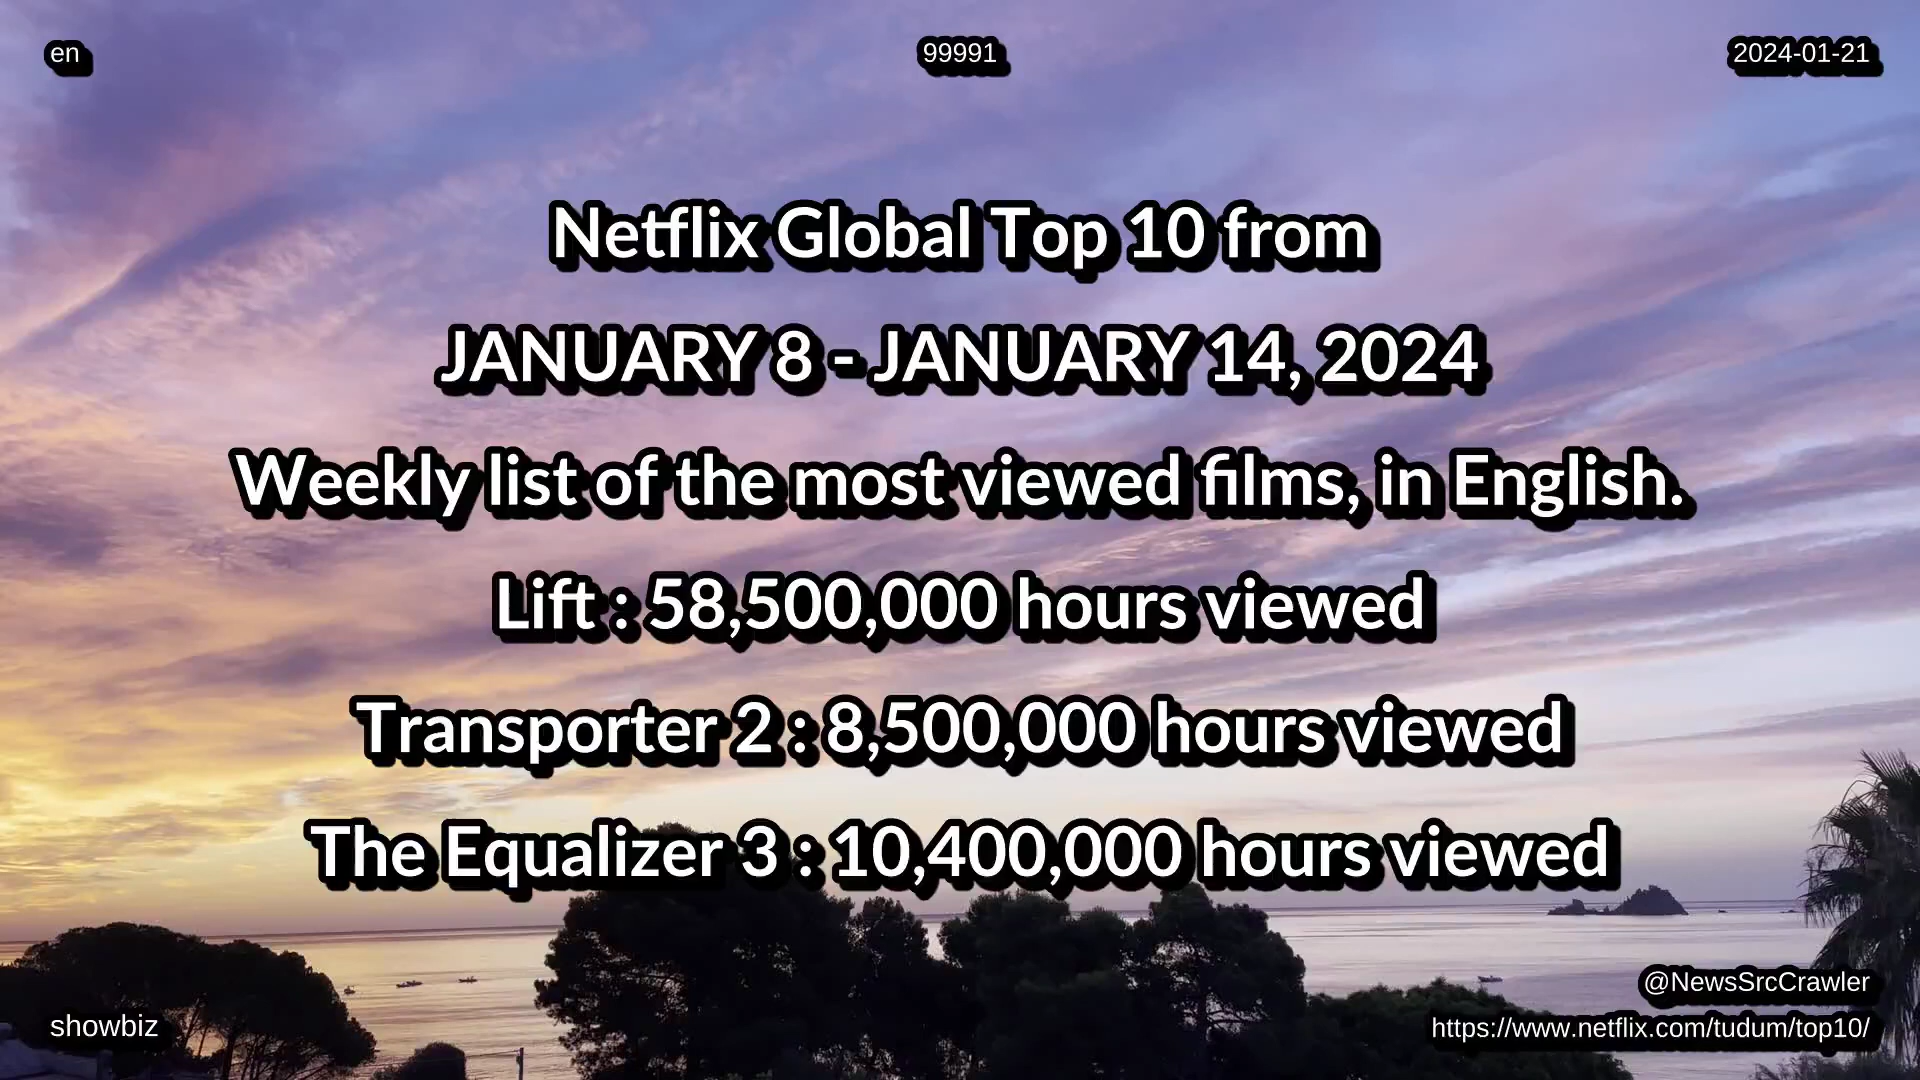 en
99991
2024-01-21
Netflix Global Top 10 from
JANUARY 8 - JANUARY 14, 2024
Weekly list of the most viewed films, in English.
Lift : 58,500,000 hours viewed
Transporter 2 : 8,500,000 hours viewed
The Equalizer 3 : 10,400,000 hours viewed
@NewsSrcCrawler
showbiz
https://www.netflix.com/tudum/top10/